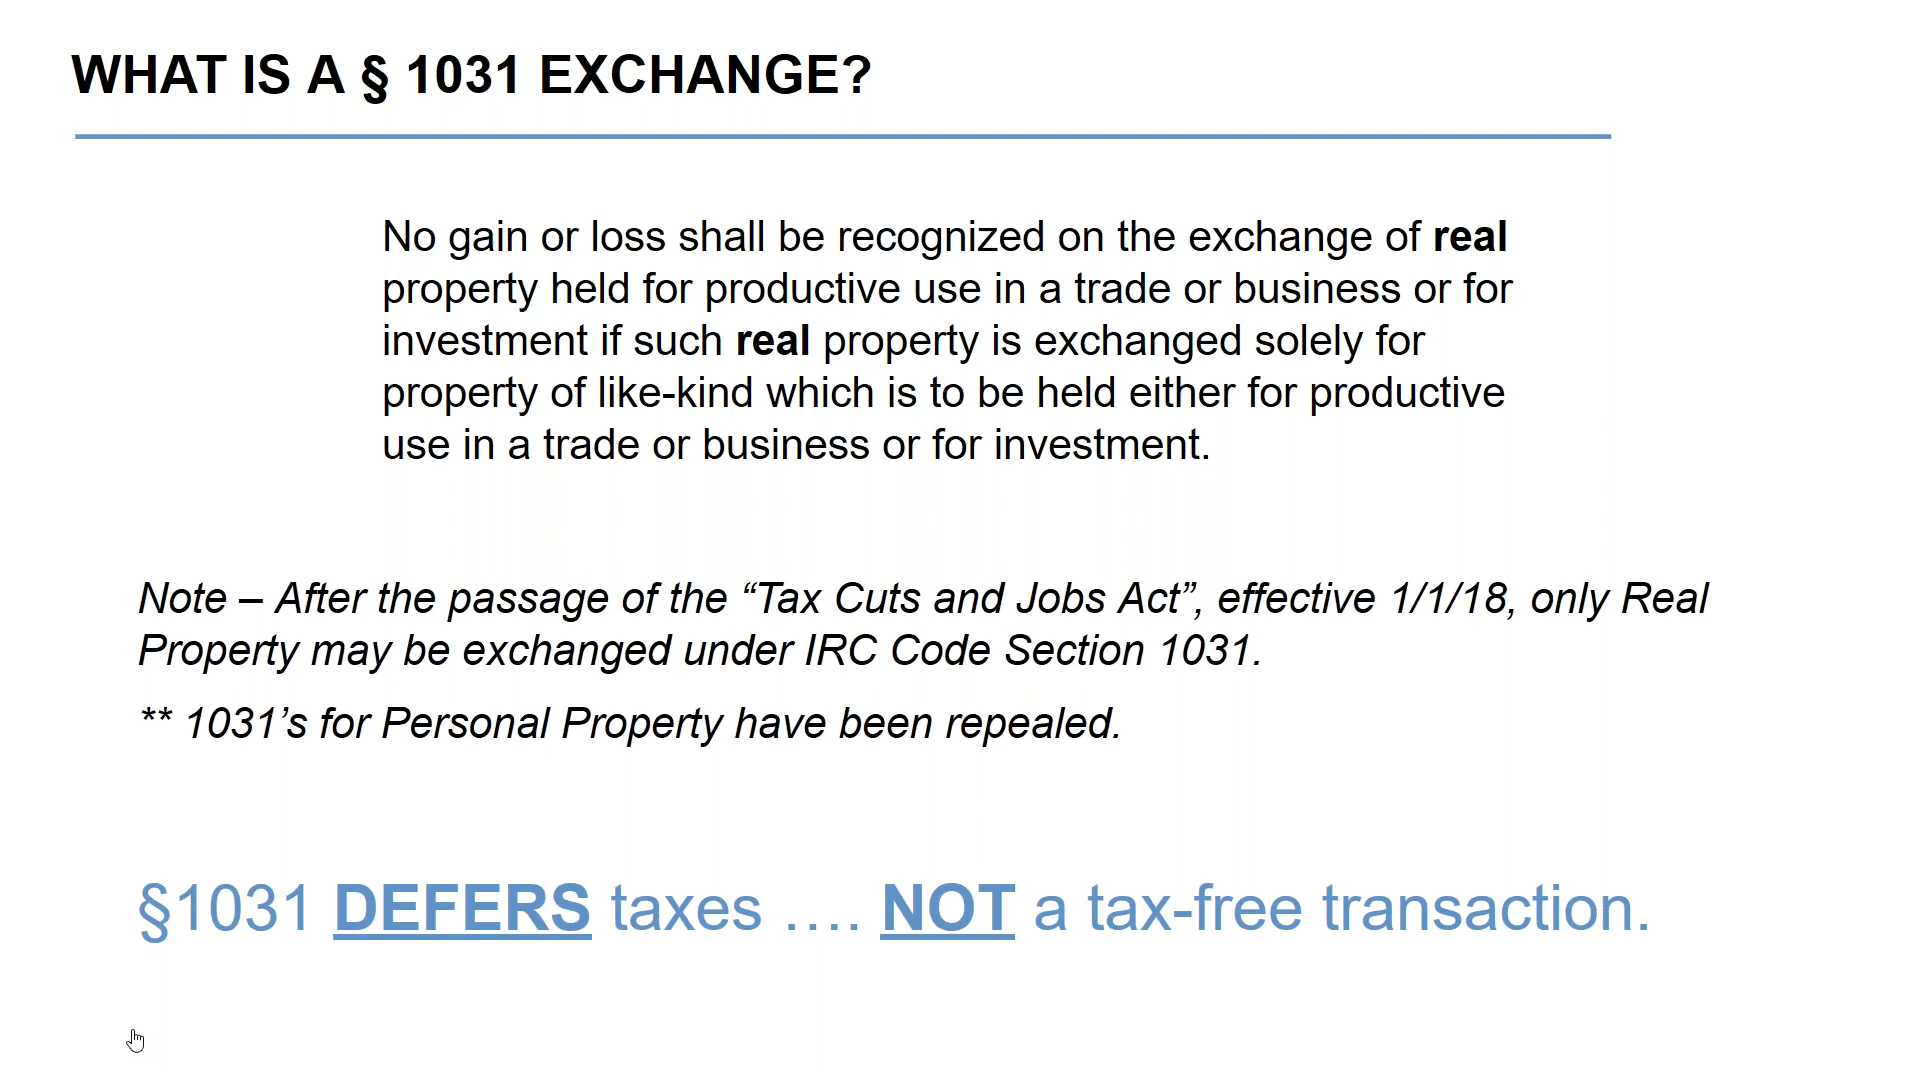 WHAT IS A § 1031 EXCHANGE?
No gain or loss shall be recognized on the exchange of real
property held for productive use in a trade or business or for
investment if such real property is exchanged solely for
property of like-kind which is to be held either for productive
use in a trade or business or for investment.
Note – After the passage of the “Tax Cuts and Jobs Act”, effective 1/1/18, only Real
Property may be exchanged under IRC Code Section 1031.
** 1031’s for Personal Property have been repealed.
§1031 DEFERS taxes …. NOT a tax-free transaction.